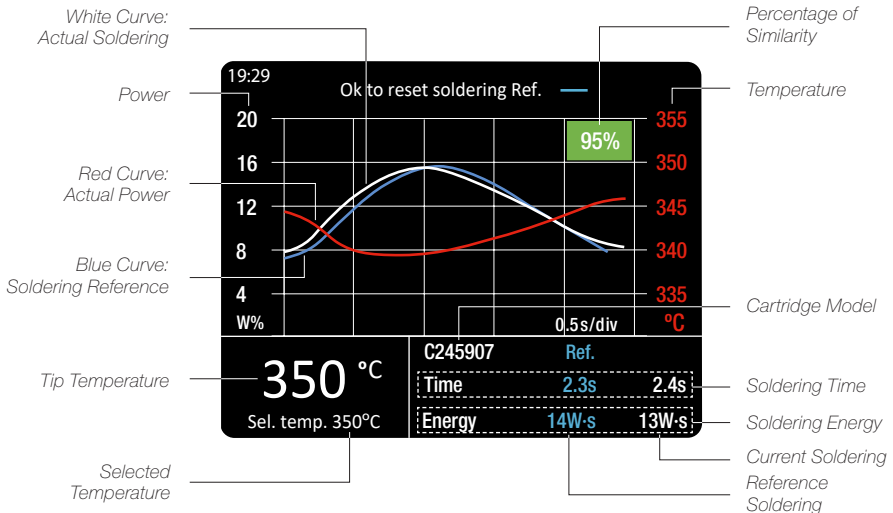 White Curve:
Actual Soldering
Percentage of
Similarity
Power
Temperature
Red Curve:
Actual Power
Blue Curve:
Soldering Reference
Cartridge Model
Tip Temperature
Soldering Time
Soldering Energy
Current Soldering
Selected
Temperature
Reference
Soldering
19:29
Ok to reset soldering Ref.
20
355
95%
16
350
12
345
8
340
4
335
W%
0.5s/div
ºC
350 ºC
Sel. temp. 350ºC
C245907 Ref.
Time 2.3s 2.4s
Energy 14W·s 13W·s